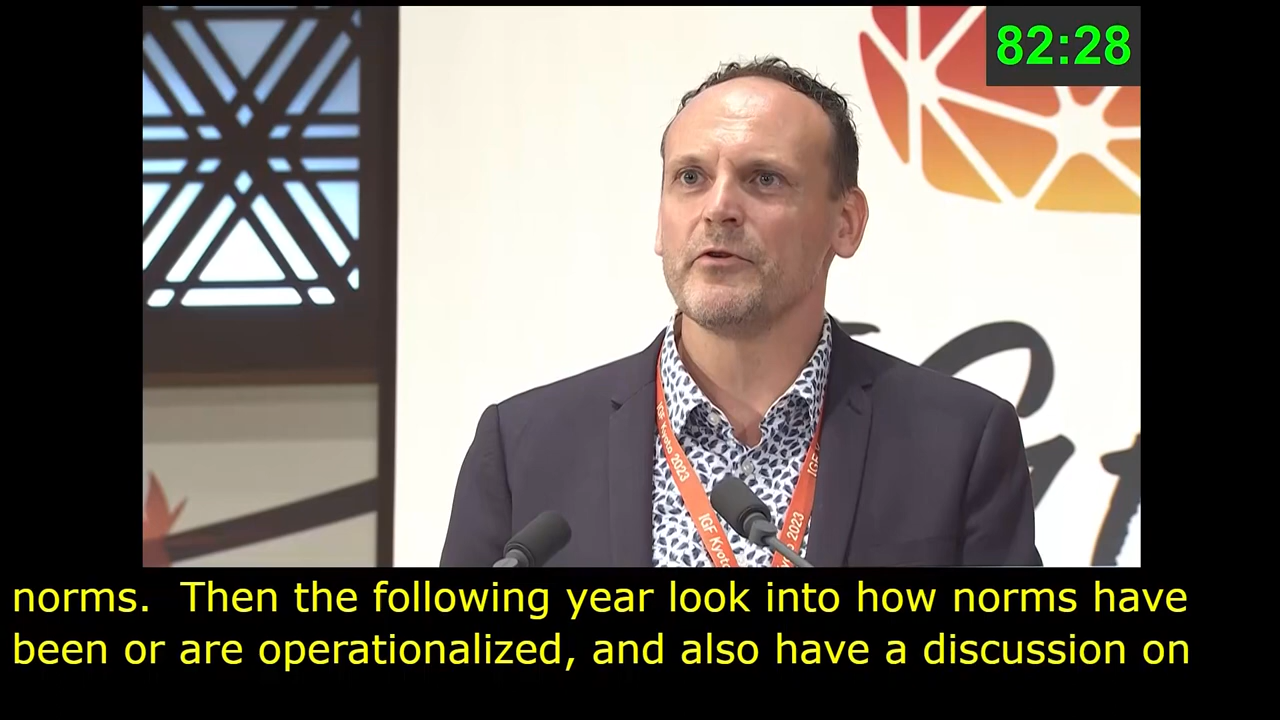 82:28
IGF Kyoto 2023
IGF Kyoto
IGF
2023
norms.  Then the following year look into how norms have
been or are operationalized, and also have a discussion on